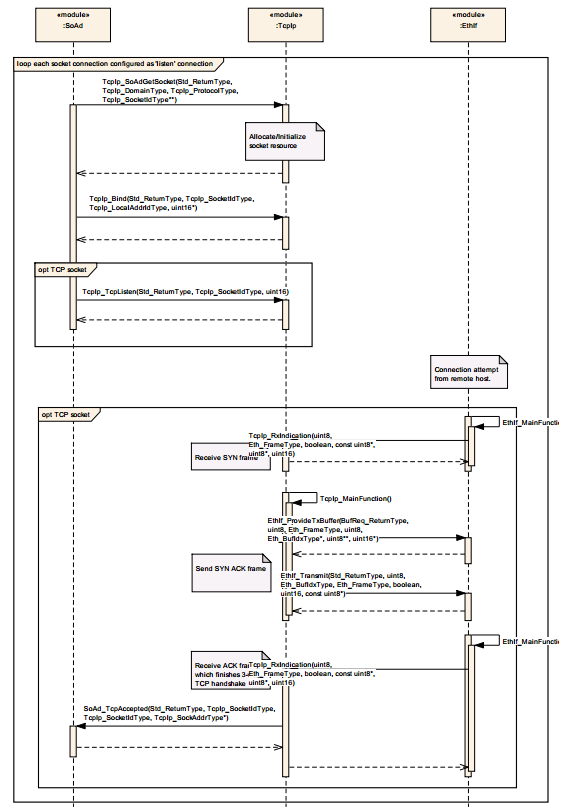 «module»
:SoAd
«module»
:TcpIp
«module»
:EthIf
loop each socket connection configured as 'listen' connection
TcpIp_SoAdGetSocket(Std_ReturnType,
TcpIp_DomainType, TcpIp_ProtocolType,
TcpIp_SocketIdType**)
Allocate/Initialize
socket resource
TcpIp_Bind(Std_ReturnType, TcpIp_SocketIdType,
TcpIp_LocalAddrIdType, uint16*)
opt TCP socket
TcpIp_TcpListen(Std_ReturnType, TcpIp_SocketIdType, uint16)
Connection attempt
from remote host.
opt TCP socket
EthIf_MainFuncti
TcpIp_RxIndication(uint8,
Eth_FrameType, boolean, const uint8*,
uint8*, uint16)
Receive SYN frame
TcpIp_MainFunction()
EthIf_ProvideTxBuffer(BufReq_ReturnType,
uint8, Eth_FrameType, uint8,
Eth_BufIdxType*, uint8**, uint16*)
Send SYN ACK frame
EthIf_Transmit(Std_ReturnType, uint8,
Eth_BufIdxType, Eth_FrameType, boolean,
uint16, const uint8*)
EthIf_MainFuncti
Receive ACK fra
which finishes 3-
TCP handshake
TcpIp_RxIndication(uint8,
Eth_FrameType, boolean, const uint8*,
uint8*, uint16)
SoAd_TcpAccepted(Std_ReturnType, TcpIp_SocketIdType,
TcpIp_SocketIdType, TcpIp_SockAddrType*)